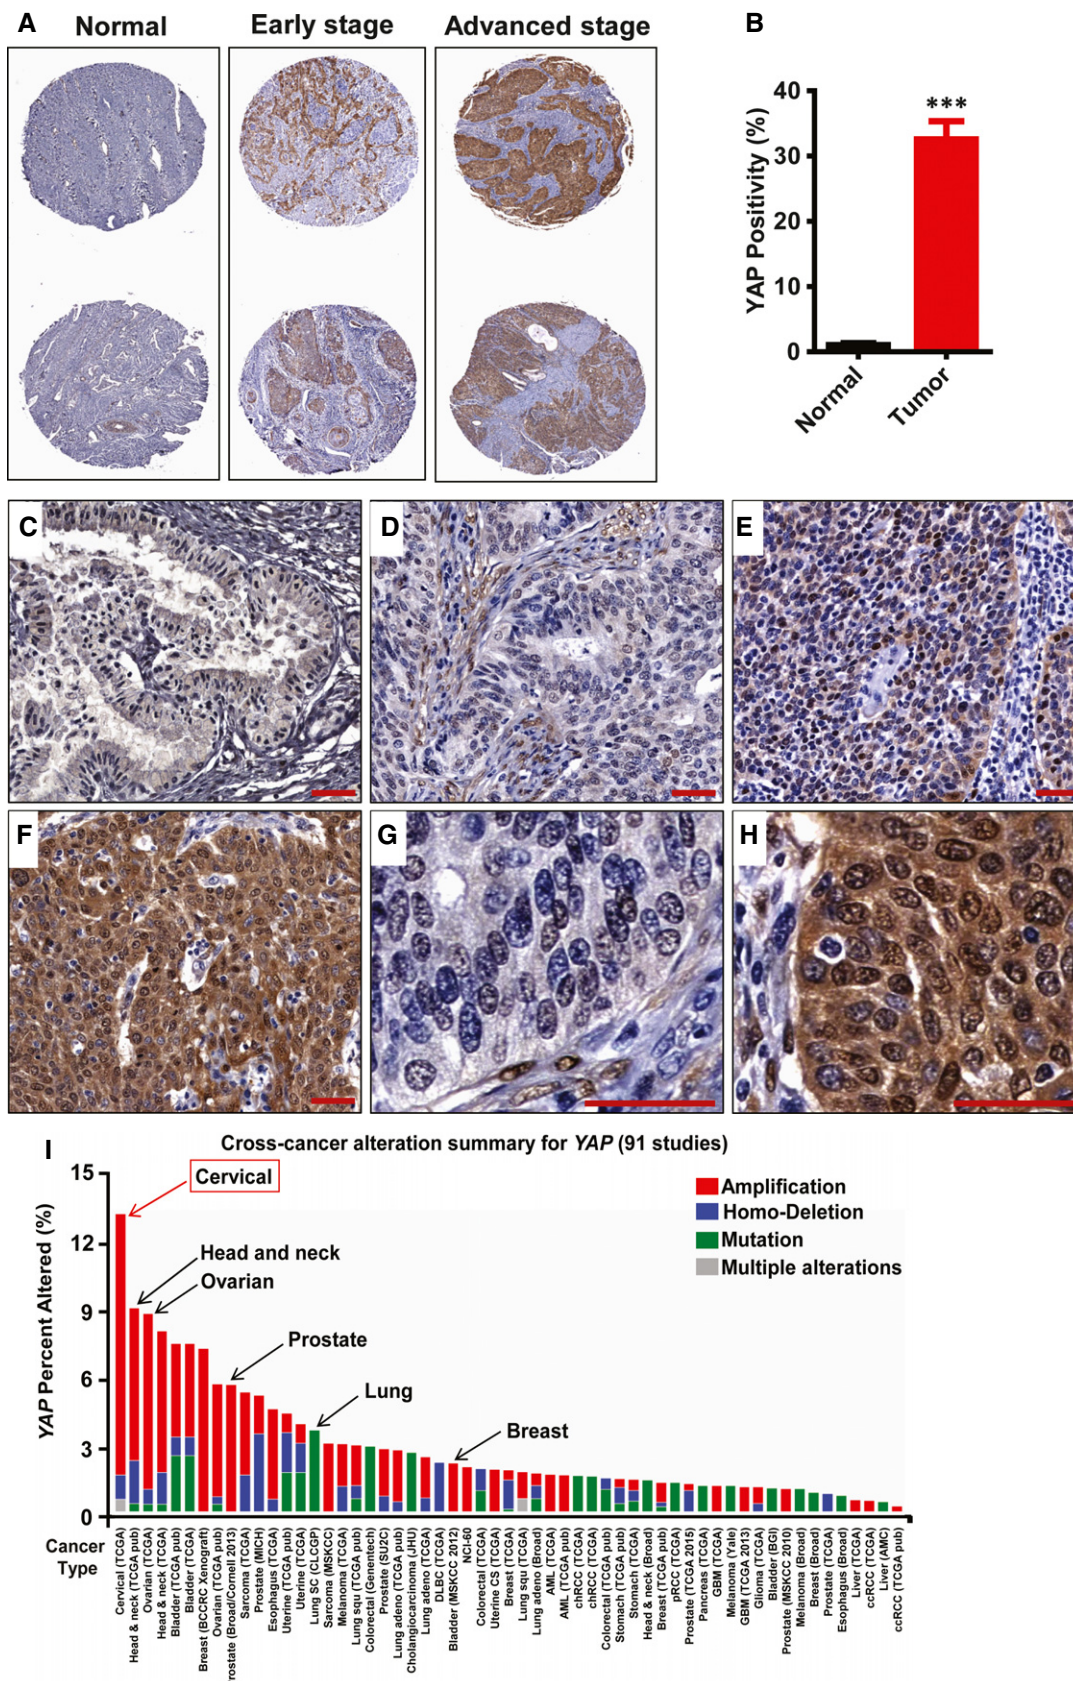 A
Normal
Early stage
Advanced stage
B
YAP Positivity (%)
40
30
20
10
0
***
Normal
Tumor
C
D
E
F
G
H
I
Cross-cancer alteration summary for YAP (91 studies)
YAP Percent Altered (%)
15
12
9
6
3
0
Cervical
Head and neck
Ovarian
Prostate
Lung
Breast
Amplification
Homo-Deletion
Mutation
Multiple alterations
Cancer
Type
Cervical (TCGA)
Head & neck (TCGA pub)
Ovarian (TCGA)
Head & neck (TCGA)
Bladder (TCGA pub)
Bladder (TCGA)
Breast (BCCRC Xenograft)
Ovarian (TCGA pub)
rostate (Broad/Cornell 2013)
Sarcoma (TCGA)
Prostate (MICH)
Esophagus (TCGA)
Uterine (TCGA pub)
Uterine (TCGA)
Lung SC (CLCGP)
Sarcoma (MSKCC)
Melanoma (TCGA)
Lung squ (TCGA pub)
Colorectal (Genentech)
Prostate (SU2C)
Lung adeno (TCGA pub)
Cholangiocarcinoma (JHU)
Lung adeno (TCGA)
DLBC (TCGA)
Bladder (MSKCC 2012)
NCI-60
Colorectal (TCGA)
Uterine CS (TCGA)
Breast (TCGA)
Lung squ (TCGA)
Lung adeno (Broad)
AML (TCGA)
AML (TCGA pub)
chRCC (TCGA)
chRCC (TCGA)
Colorectal (TCGA pub)
Stomach (TCGA pub)
Stomach (TCGA)
Head & neck (Broad)
Breast (TCGA pub)
pRCC (TCGA)
Prostate (TCGA 2015)
Pancreas (TCGA)
GBM (TCGA)
Melanoma (Yale)
GBM (TCGA 2013)
Glioma (TCGA)
Bladder (BGI)
Prostate (MSKCC 2010)
Melanoma (Broad)
Breast (Broad)
Prostate (TCGA)
Esophagus (Broad)
Liver (TCGA)
ccRCC (TCGA)
Liver (AMC)
ccRCC (TCGA pub)